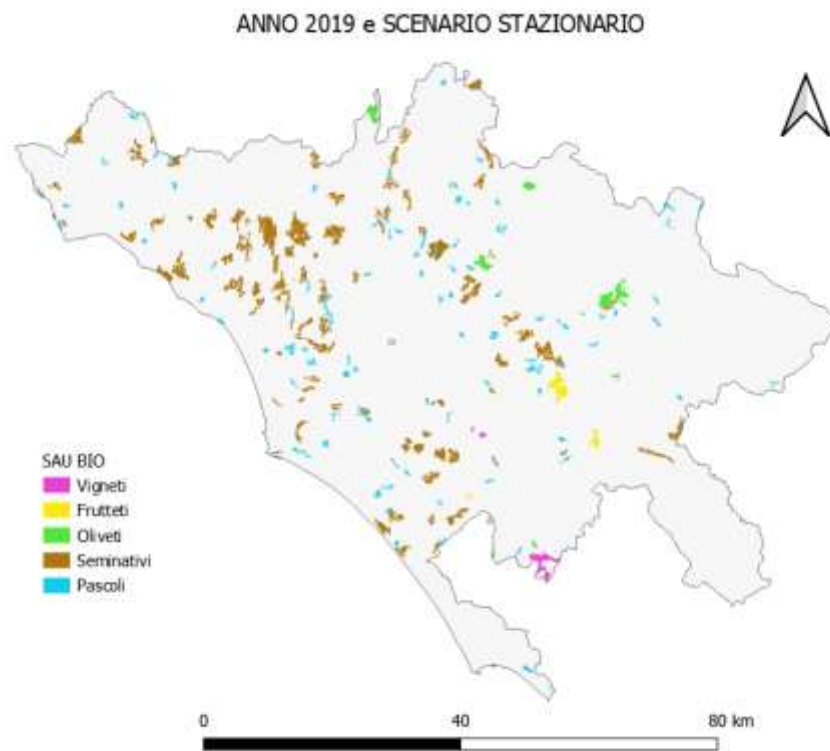 ANNO 2019 e SCENARIO STAZIONARIO
SAU BIO
Vigneti
Frutteti
Oliveti
Seminativi
Pascoli
0 40 80 km